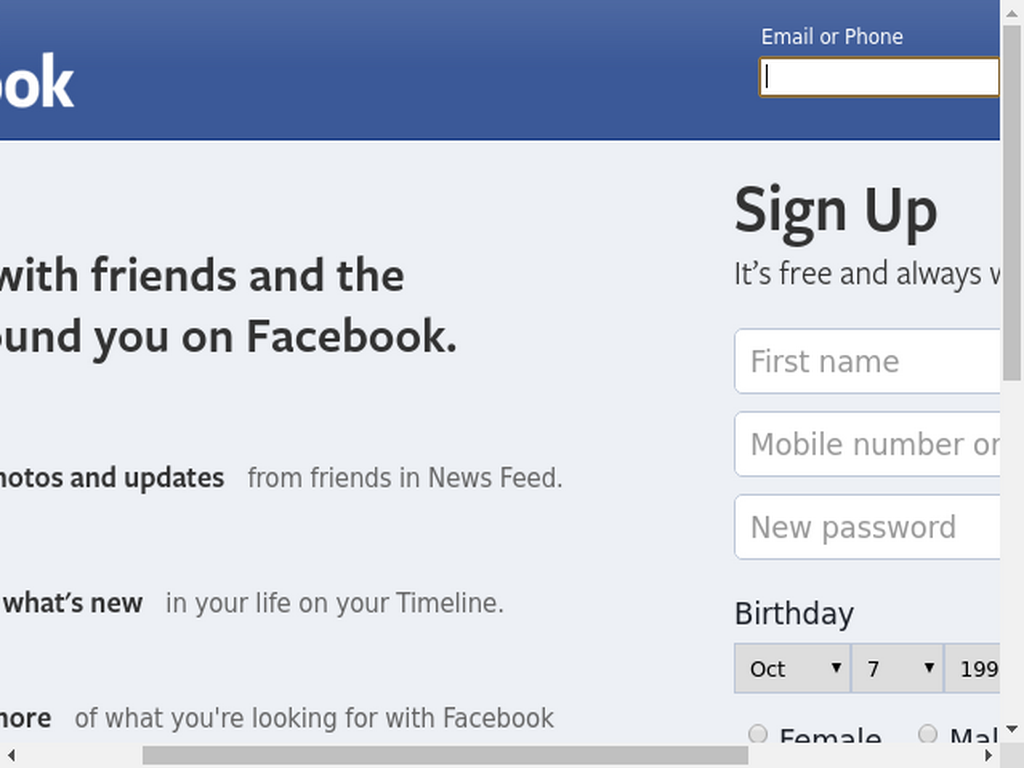 ook
Email or Phone
Sign Up
It's free and always
with friends and the
ound you on Facebook.
First name
Mobile number or
New password
hotos and updates from friends in News Feed.
what's new in your life on your Timeline.
Birthday
Oct 7 199
more of what you're looking for with Facebook
Female Mal